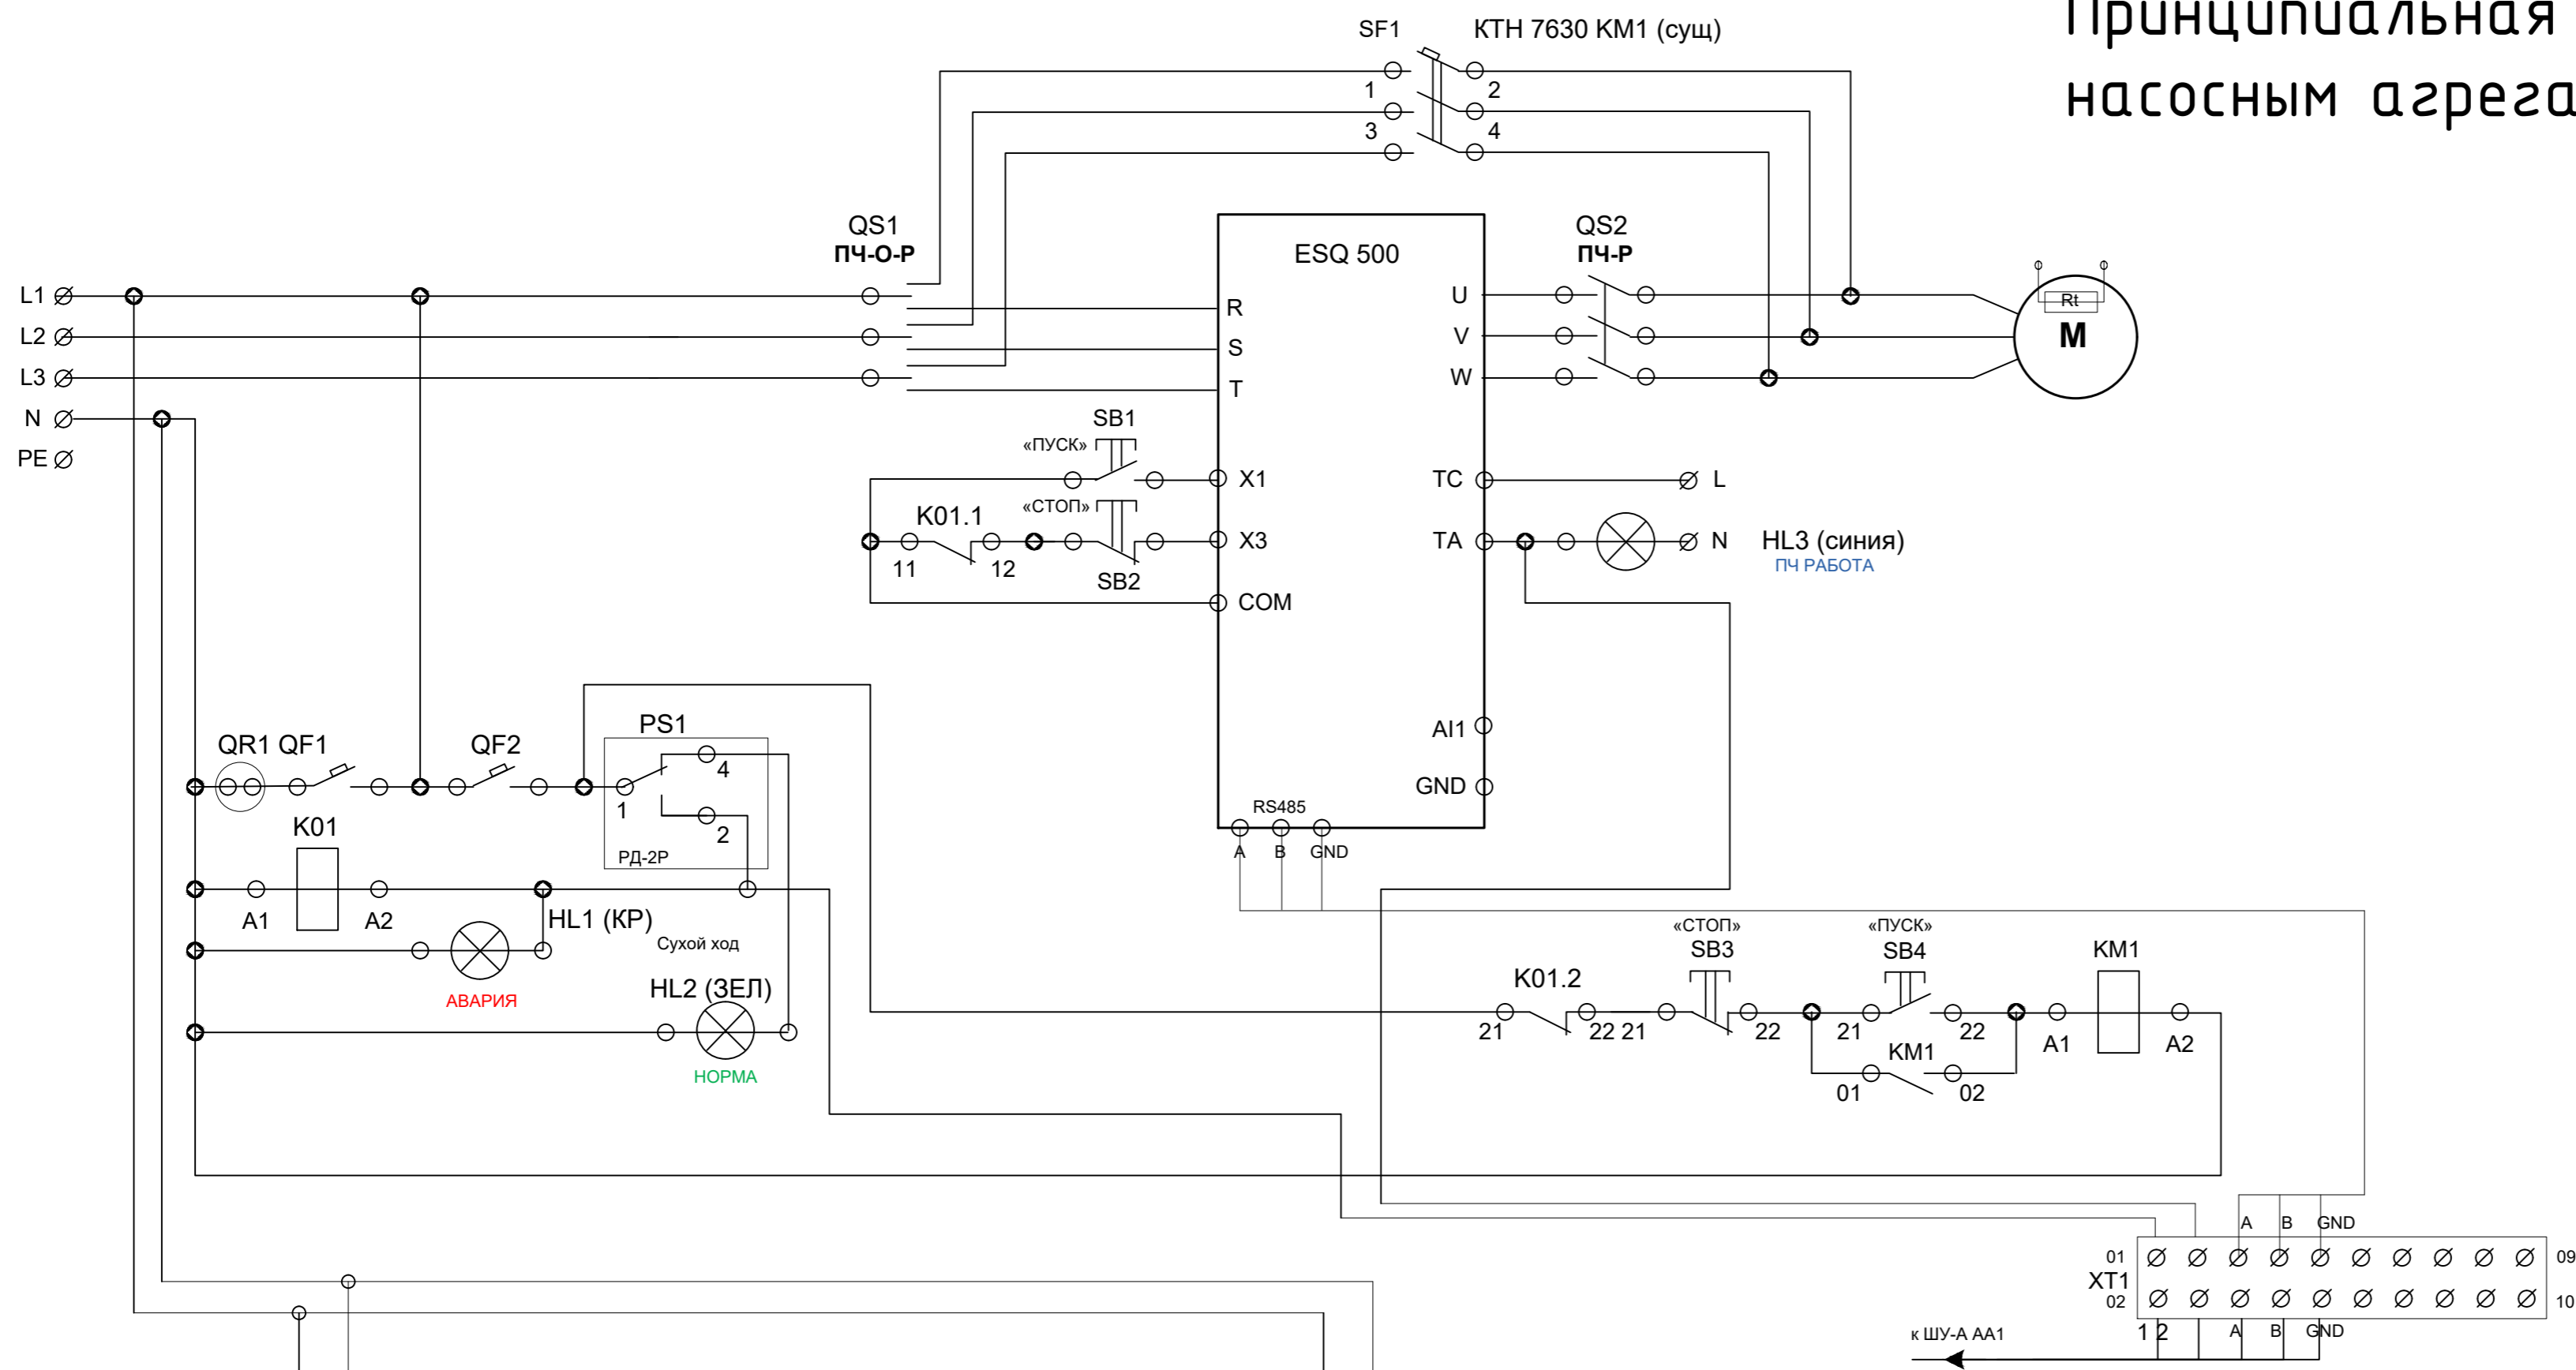 Принципиальная
насосным агрега
SF1 КТН 7630 КМ1 (сущ)
1 2
3 4
QS1
ПЧ-О-Р
ESQ 500
QS2
ПЧ-Р
L1
L2
L3
N
PE
R
S
T
U
V
W
Rt
M
SB1
«ПУСК»
X1
TC
L
K01.1
«СТОП»
X3
11 12
SB2
TA
N
HL3 (синия)
ПЧ РАБОТА
COM
PS1
QR1 QF1
QF2
4
1
2
РД-2Р
AI1
GND
RS485
A B GND
K01
A1 A2
HL1 (КР)
Сухой ход
АВАРИЯ
HL2 (ЗЕЛ)
НОРМА
K01.2
«СТОП»
SB3
«ПУСК»
SB4
KM1
21 22 21 22 21 22
A1 A2
KM1
01 02
A B GND
01 09
XT1
02 10
1 2 A B GND
к ШУ-А АА1